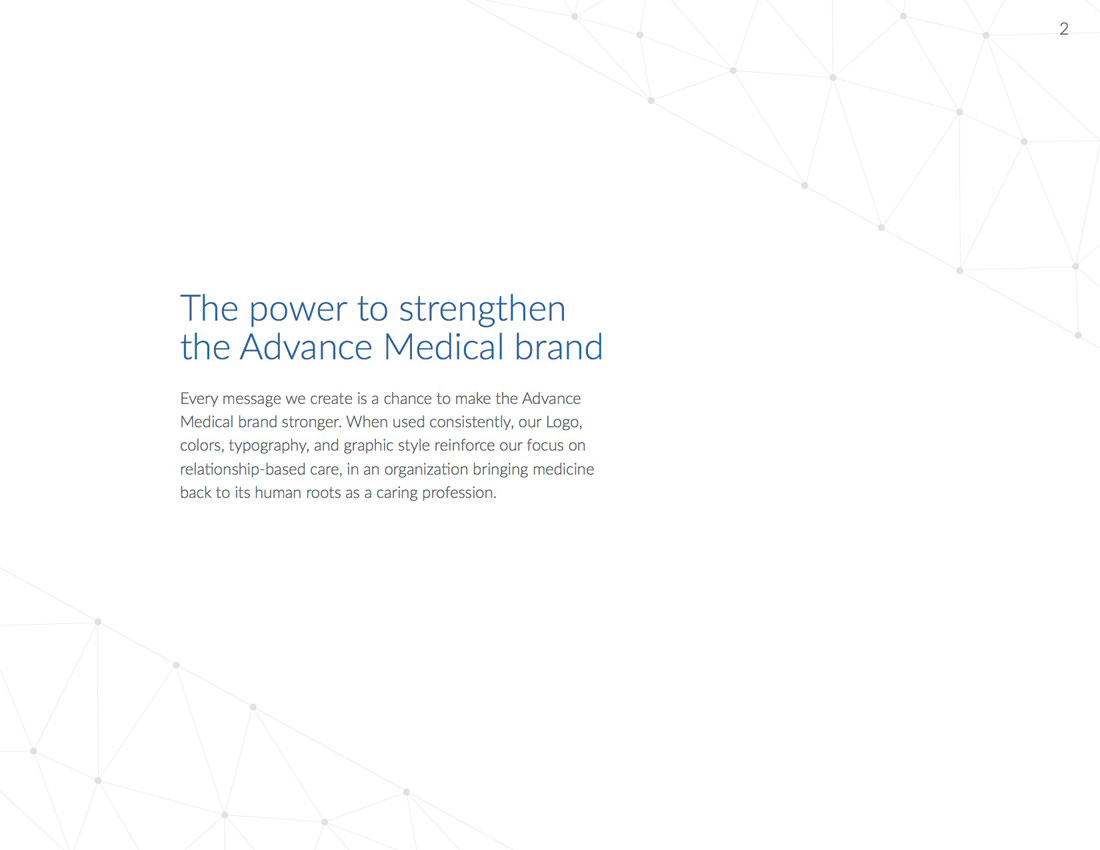 2
The power to strengthen
the Advance Medical brand
Every message we create is a chance to make the Advance
Medical brand stronger. When used consistently, our Logo,
colors, typography, and graphic style reinforce our focus on
relationship-based care, in an organization bringing medicine
back to its human roots as a caring profession.